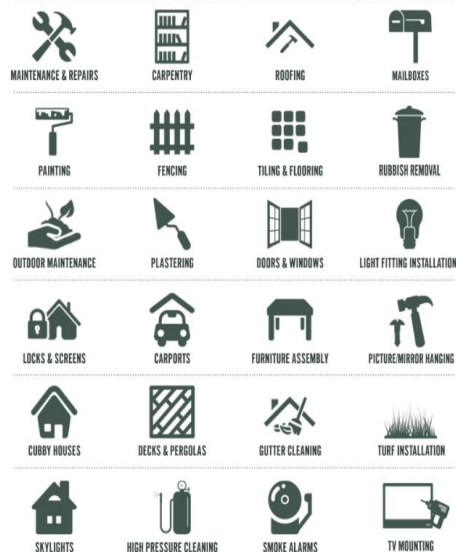 MAINTENANCE & REPAIRS
CARPENTRY
ROOFING
MAILBOXES
PAINTING
FENCING
TILING & FLOORING
RUBBISH REMOVAL
OUTDOOR MAINTENANCE
PLASTERING
DOORS & WINDOWS
LIGHT FITTING INSTALLATION
LOCKS & SCREENS
CARPORTS
FURNITURE ASSEMBLY
PICTURE/MIRROR HANGING
CUBBY HOUSES
DECKS & PERGOLAS
GUTTER CLEANING
TURF INSTALLATION
SKYLIGHTS
HIGH PRESSURE CLEANING
SMOKE ALARMS
TV MOUNTING